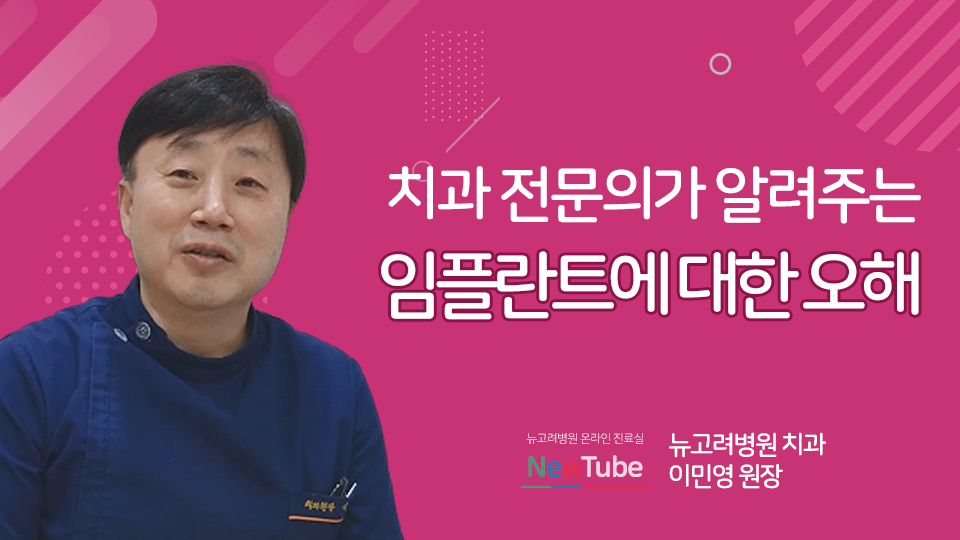 치과 전문의가 알려주는
임플란트에 대한 오해
뉴고려병원 온라인 진료실
NewTube
뉴고려병원 치과
이민영 원장